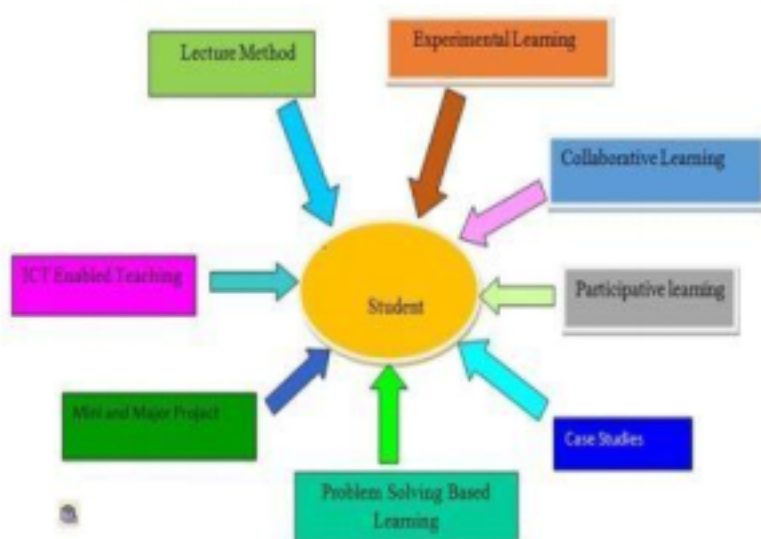 Lecture Method
Experimental Learning
Collaborative Learning
ICT Enabled Teaching
Participative learning
Student
Mini and Major Project
Case Studies
Problem Solving Based
Learning